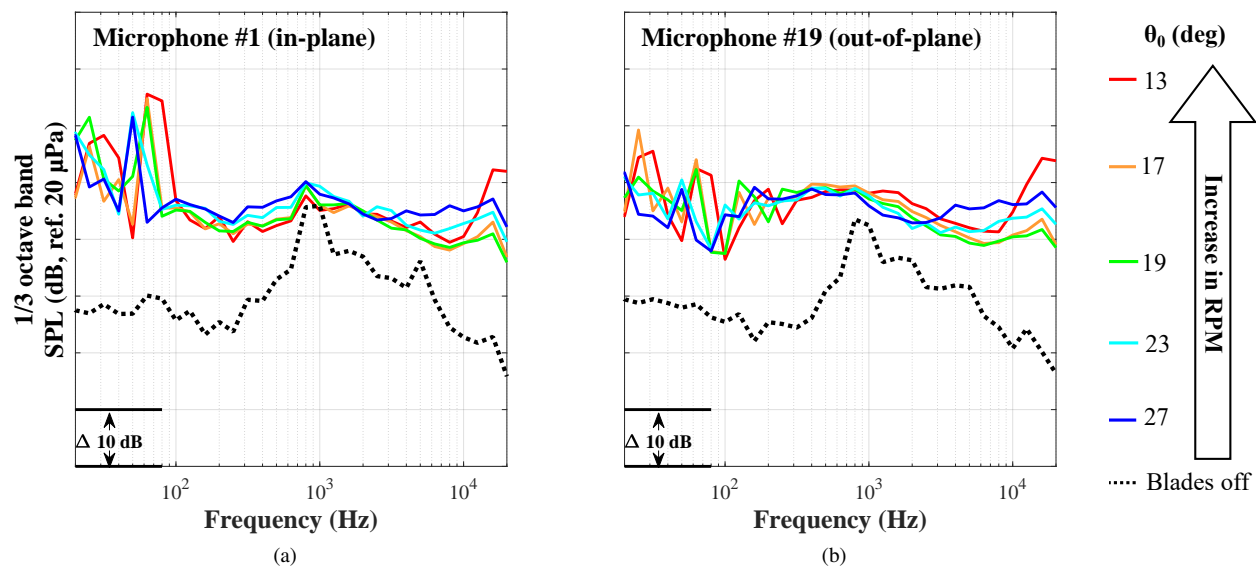 Microphone #1 (in-plane)
1/3 octave band
SPL (dB, ref. 20 µPa)
Δ 10 dB
10²
10³
10⁴
Frequency (Hz)
(a)
Microphone #19 (out-of-plane)
Δ 10 dB
10²
10³
10⁴
Frequency (Hz)
(b)
θ₀ (deg)
13
17
19
23
27
Blades off
Increase in RPM